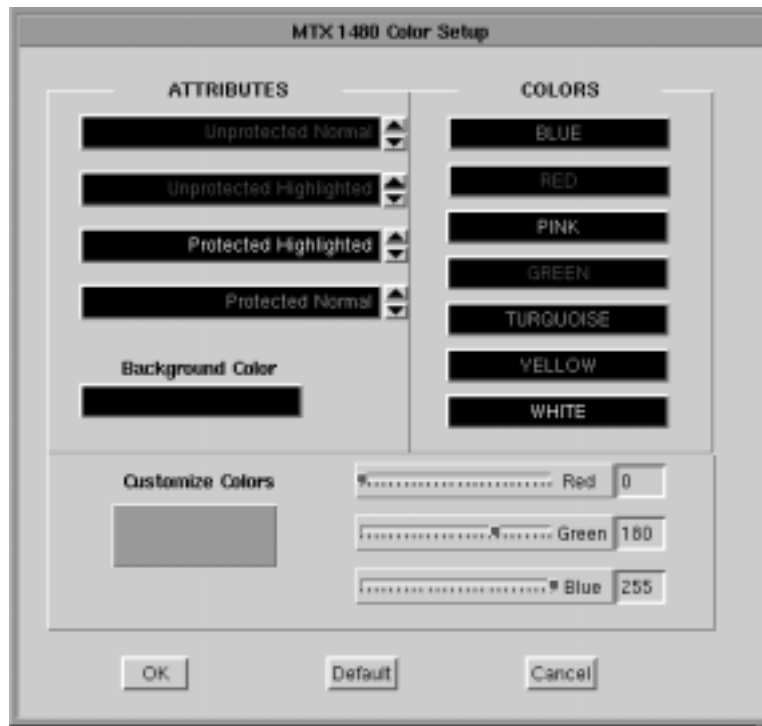 MTX 1480 Color Setup
ATTRIBUTES
Unprotected Normal
Unprotected Highlighted
Protected Highlighted
Protected Normal
Background Color
COLORS
BLUE
RED
PINK
GREEN
TURQUOISE
YELLOW
WHITE
Customize Colors
Red 0
Green 180
Blue 255
OK Default Cancel